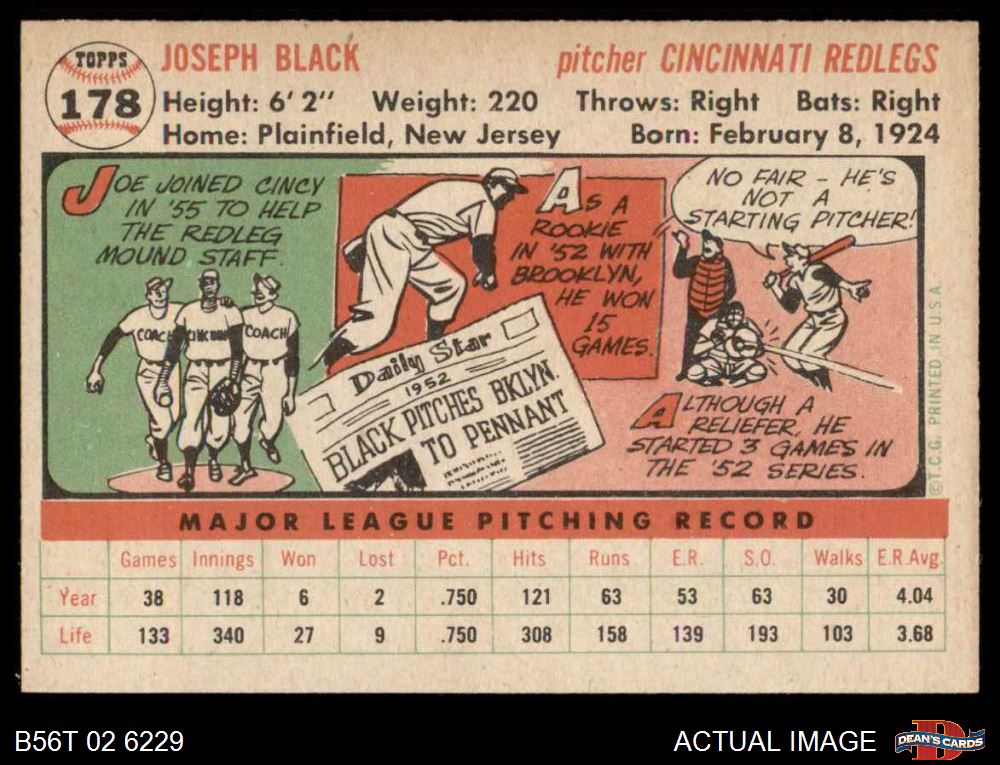 TOPPS
178
JOSEPH BLACK
pitcher CINCINNATI REDLEGS
Height: 6' 2" Weight: 220 Throws: Right Bats: Right
Home: Plainfield, New Jersey Born: February 8, 1924
JOE JOINED CINCY
IN '55 TO HELP
THE REDLEG
MOUND STAFF.
COACH
COACH
AS A
ROOKIE
IN '52 WITH
BROOKLYN,
HE WON
15
GAMES.
Daily Star
1952
BLACK PITCHES BKLYN.
TO PENNANT
NO FAIR – HE'S
NOT A
STARTING PITCHER!
ALTHOUGH A
RELIEFER, HE
STARTED 3 GAMES IN
THE '52 SERIES.
©T.C.G. PRINTED IN U.S.A.
MAJOR LEAGUE PITCHING RECORD
Games Innings Won Lost Pct. Hits Runs E.R. S.O. Walks E.R.Avg.
Year 38 118 6 2 .750 121 63 53 63 30 4.04
Life 133 340 27 9 .750 308 158 139 193 103 3.68
B56T 02 6229
ACTUAL IMAGE
DEAN'S CARDS